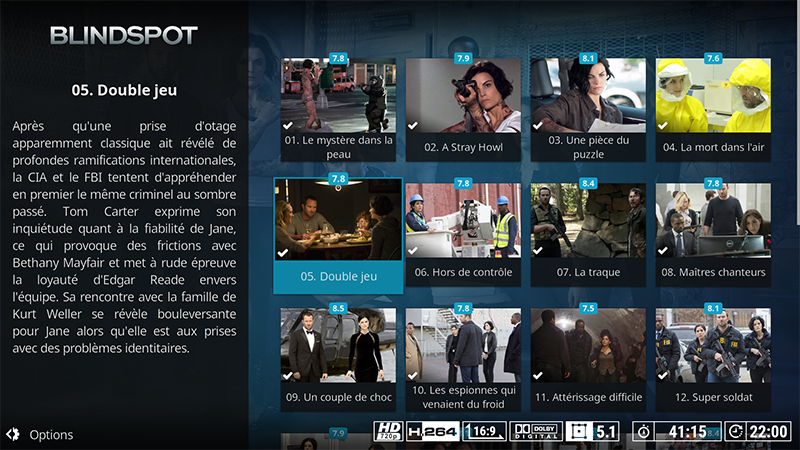 BLINDSPOT
05. Double jeu
Après qu'une prise d'otage
apparemment classique ait révélé de
profondes ramifications internationales,
la CIA et le FBI tentent d'appréhender
en premier le même criminel au sombre
passé. Tom Carter exprime son
inquiétude quant à la fiabilité de Jane,
ce qui provoque des frictions avec
Bethany Mayfair et met à rude épreuve
la loyauté d'Edgar Reade envers
l'équipe. Sa rencontre avec la famille de
Kurt Weller se révèle bouleversante
pour Jane alors qu'elle est aux prises
avec des problèmes identitaires.
Options
7.8
01. Le mystère dans la
peau
7.9
02. A Stray Howl
8.1
03. Une pièce du
puzzle
7.6
04. La mort dans l'air
7.8
05. Double jeu
7.8
06. Hors de contrôle
8.4
07. La traque
7.8
08. Maîtres chanteurs
8.5
09. Un couple de choc
7.8
10. Les espionnes qui
venaient du froid
7.5
11. Attérissage difficile
8.1
FBI
12. Super soldat
7.9
8.4
HD
720p
H.264
16:9
DOLBY
DIGITAL
5.1
41:15
22:00